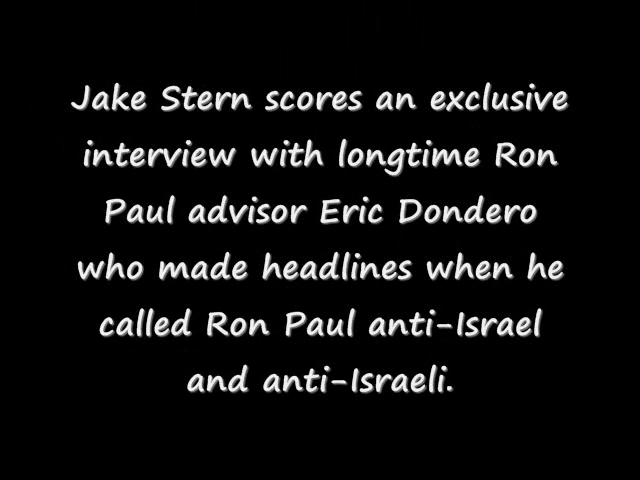 Jake Stern scores an exclusive
interview with longtime Ron
Paul advisor Eric Dondero
who made headlines when he
called Ron Paul anti-Israel
and anti-Israeli.